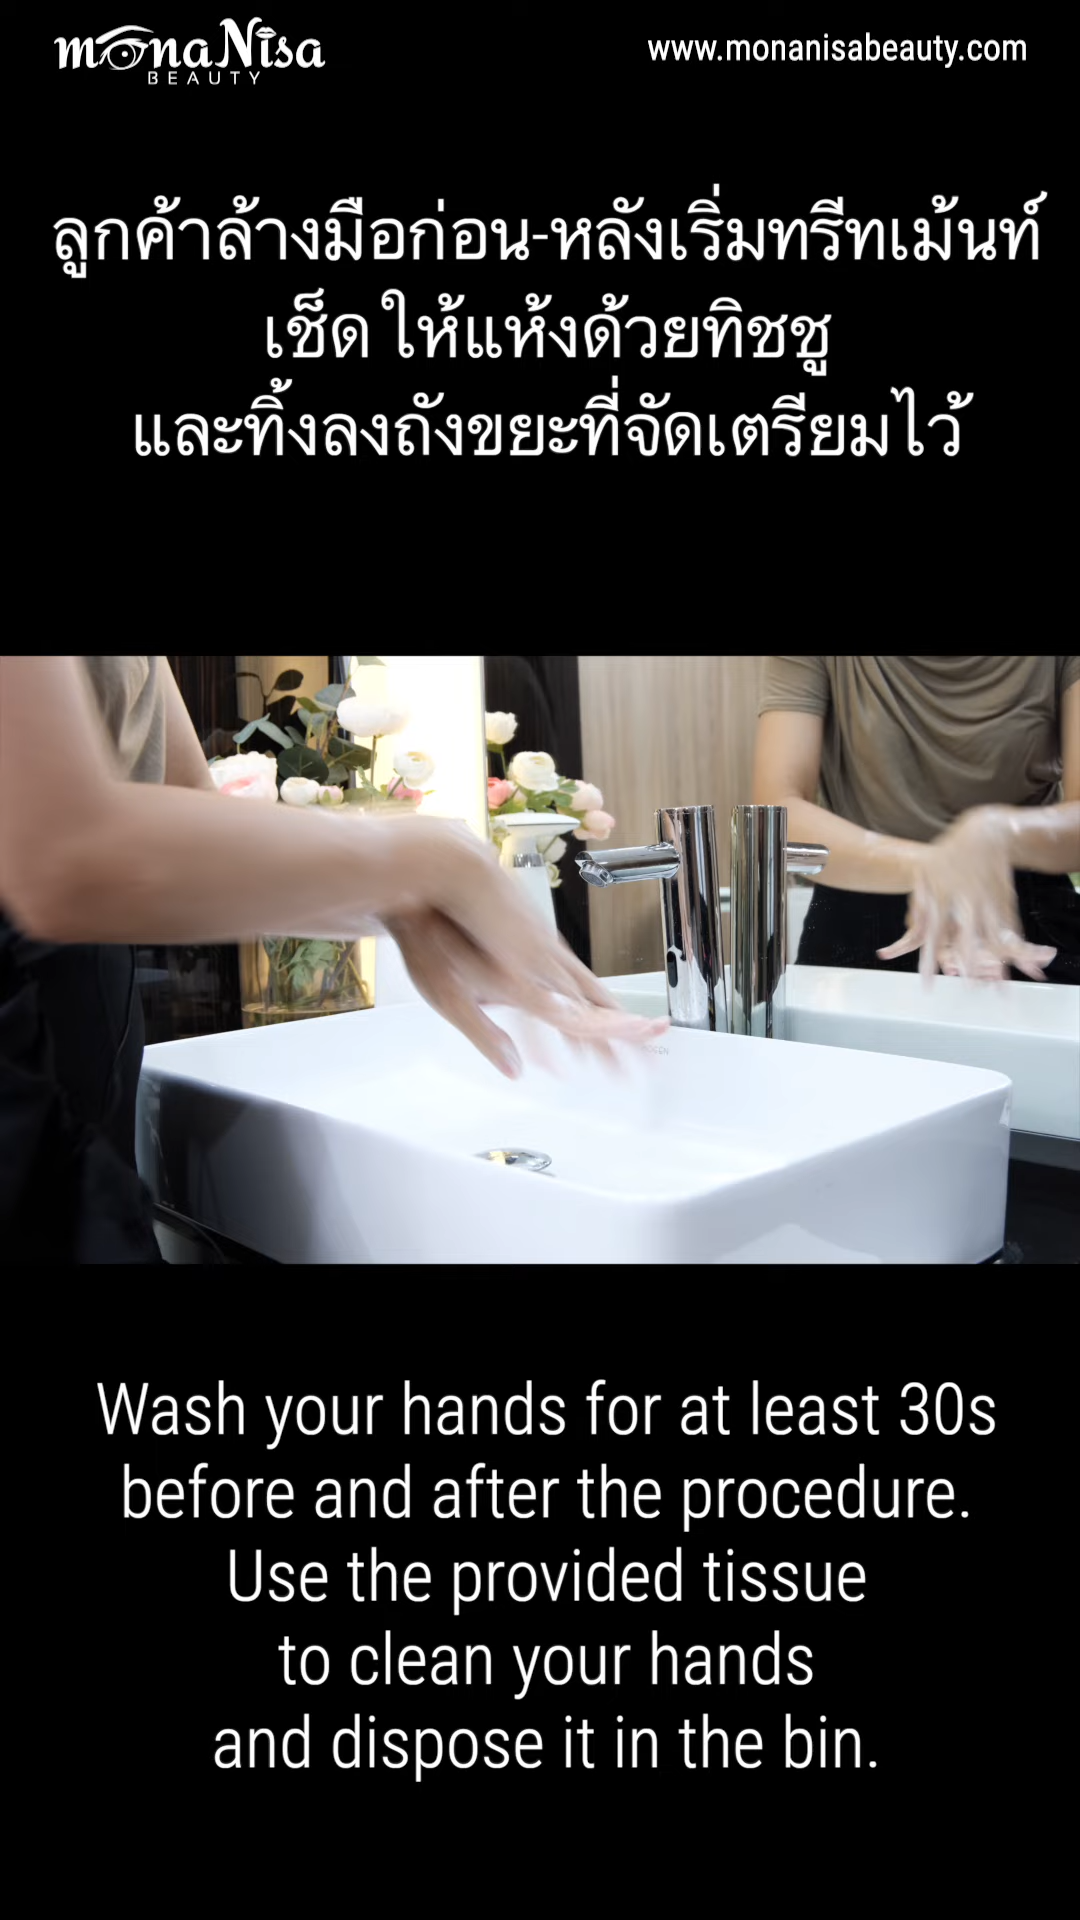 monaNisa
BEAUTY
www.monanisabeauty.com
ลูกค้าล้างมือก่อน-หลังเริ่มทรีทเม้นท์
เช็ดให้แห้งด้วยทิชชู
และทิ้งลงถังขยะที่จัดเตรียมไว้
Wash your hands for at least 30s
before and after the procedure.
Use the provided tissue
to clean your hands
and dispose it in the bin.